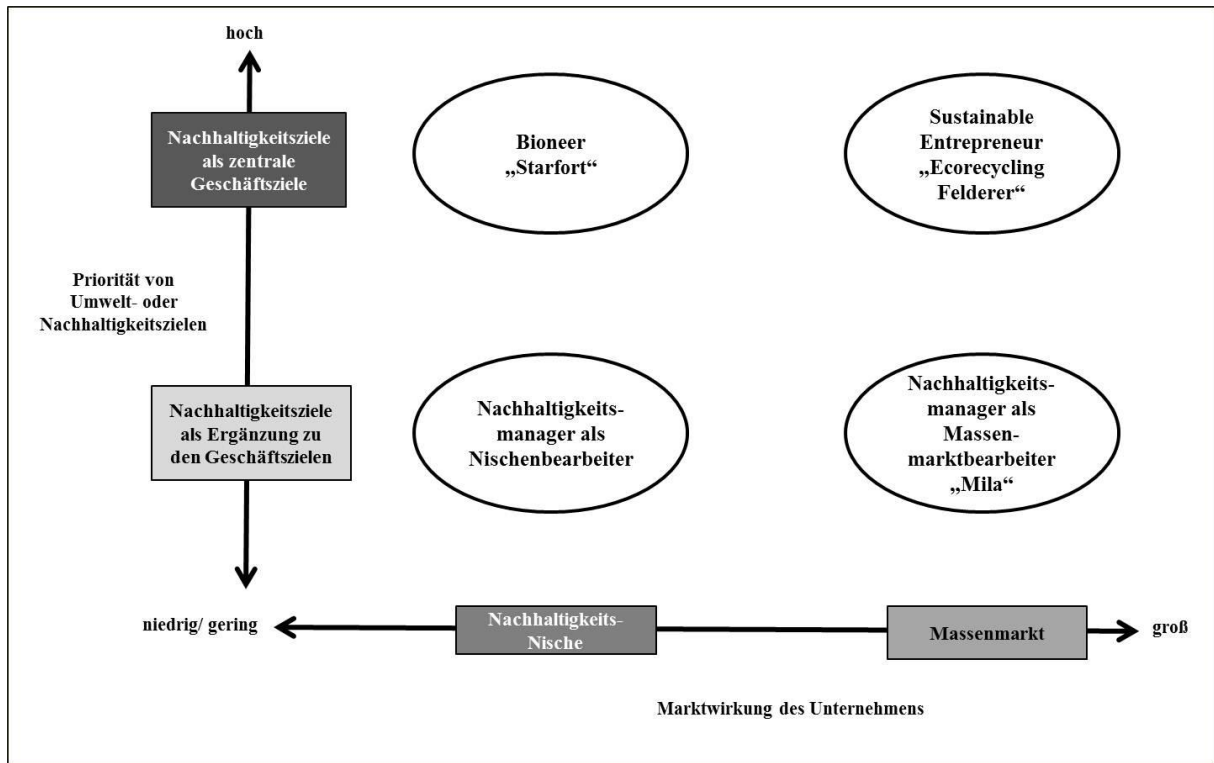 hoch
Nachhaltigkeitsziele
als zentrale
Geschäftsziele
Bioneer
„Starfort“
Sustainable
Entrepreneur
„Ecorecycling
Felderer“
Priorität von
Umwelt- oder
Nachhaltigkeitszielen
Nachhaltigkeitsziele
als Ergänzung zu
den Geschäftszielen
Nachhaltigkeits-
manager als
Nischenbearbeiter
Nachhaltigkeits-
manager als
Massen-
marktbearbeiter
„Mila“
niedrig/ gering
Nachhaltigkeits-
Nische
Massenmarkt
groß
Marktwirkung des Unternehmens